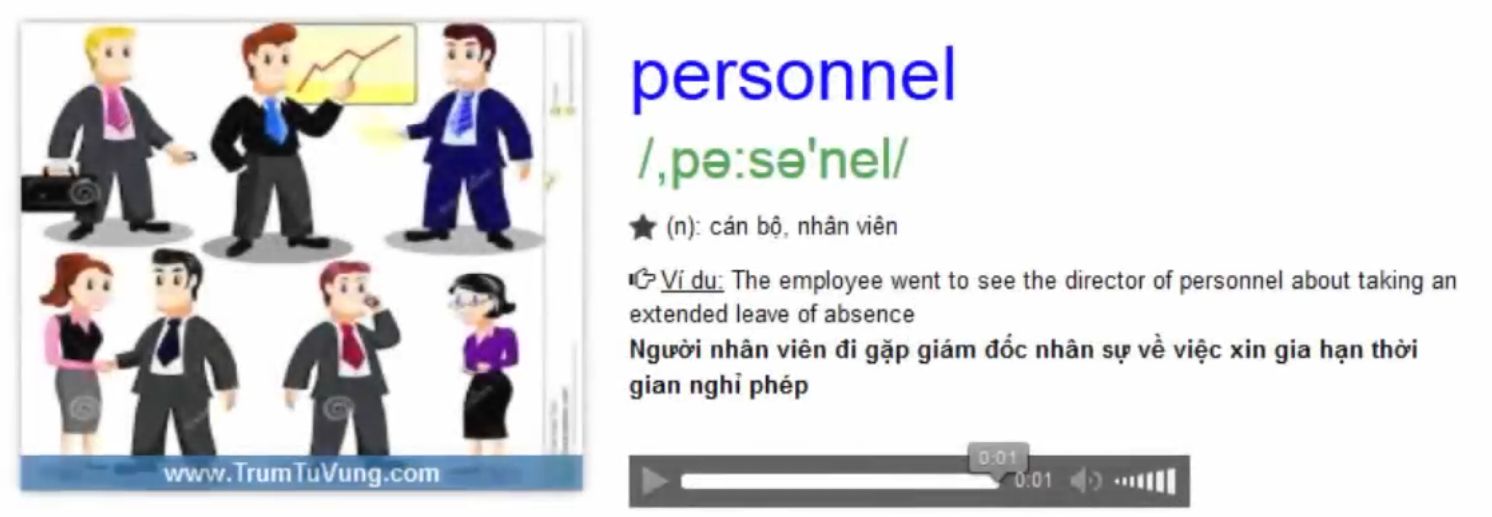 personnel
/,pə:sə'nel/
(n): cán bộ, nhân viên
Ví dụ: The employee went to see the director of personnel about taking an
extended leave of absence
Người nhân viên đi gặp giám đốc nhân sự về việc xin gia hạn thời
gian nghỉ phép
0:01
0:01
www.TrumTuVung.com